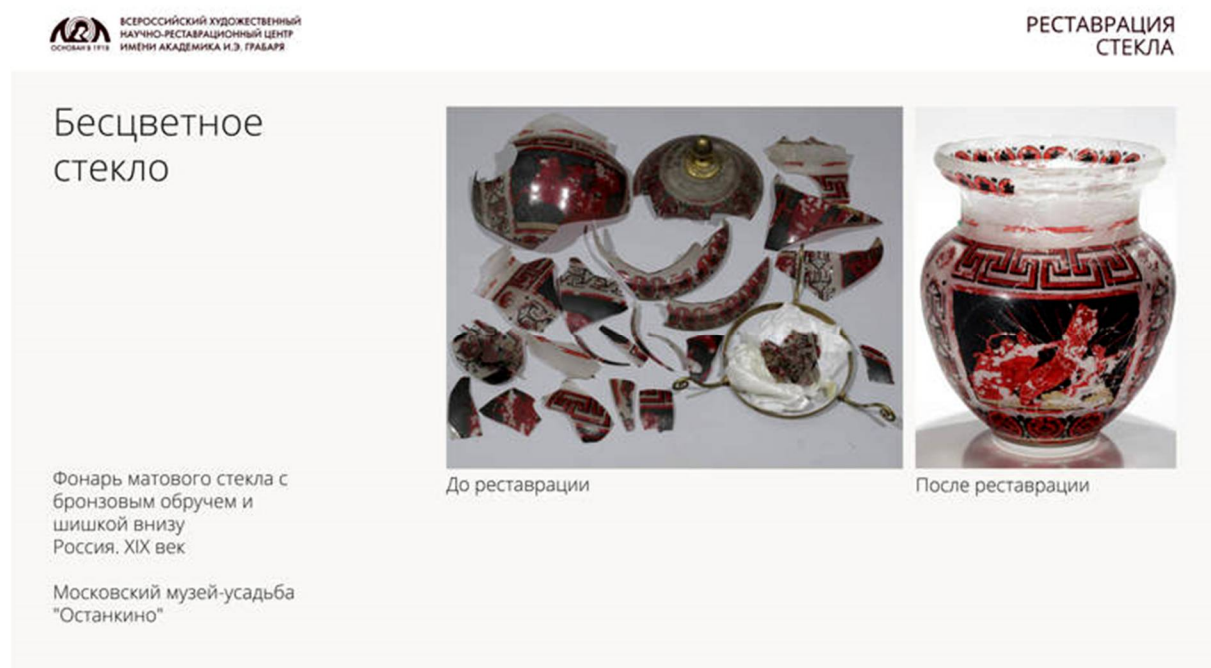 ВСЕРОССИЙСКИЙ ХУДОЖЕСТВЕННЫЙ
НАУЧНО-РЕСТАВРАЦИОННЫЙ ЦЕНТР
ОСНОВАН В 1918
ИМЕНИ АКАДЕМИКА И.Э. ГРАБАРЯ
РЕСТАВРАЦИЯ
СТЕКЛА
Бесцветное
стекло
До реставрации
После реставрации
Фонарь матового стекла с
бронзовым обручем и
шишкой внизу
Россия. XIX век
Московский музей-усадьба
"Останкино"